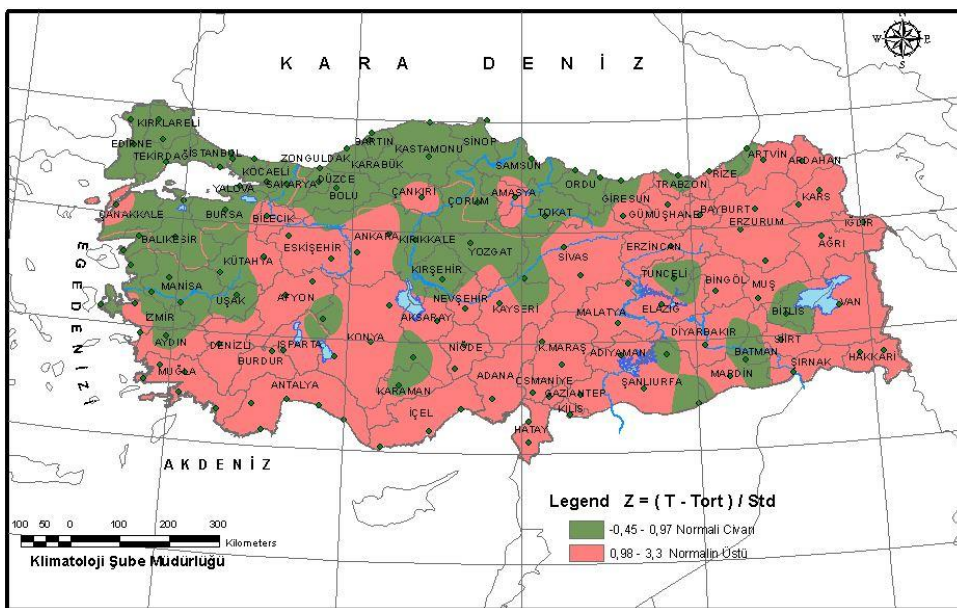 K A R A D E N İ Z
N
W E
S
KIRKLARELİ
EDİRNE
TEKİRDAĞ
İSTANBUL
KOCAELİ
YALOVA
SAKARYA
DÜZCE
BOLU
ZONGULDAK
BARTIN
KARABÜK
KASTAMONU
SİNOP
SAMSUN
ÇANKIRI
ÇORUM
AMASYA
TOKAT
ORDU
GİRESUN
TRABZON
RİZE
ARTVİN
ARDAHAN
KARS
GÜMÜŞHANE
BAYBURT
ERZURUM
IĞDIR
AĞRI
ÇANAKKALE
BALIKESİR
BURSA
BİLECİK
ESKİŞEHİR
ANKARA
KIRIKKALE
YOZGAT
SİVAS
ERZİNCAN
TUNCELİ
BİNGÖL
MUŞ
VAN
BİTLİS
KÜTAHYA
MANİSA
UŞAK
AFYON
KIRŞEHİR
NEVŞEHİR
KAYSERİ
AKSARAY
MALATYA
ELAZIĞ
DİYARBAKIR
BATMAN
SİİRT
ŞIRNAK
HAKKARİ
MARDİN
İZMİR
AYDIN
DENİZLİ
MUĞLA
BURDUR
ISPARTA
KONYA
NİĞDE
K.MARAŞ
ADIYAMAN
ŞANLIURFA
ANTALYA
KARAMAN
İÇEL
ADANA
OSMANİYE
GAZİANTEP
KİLİS
HATAY
E G E D E N İ Z İ
A K D E N İ Z
Legend Z = ( T - Tort ) / Std
-0,45 - 0,97 Normali Civarı
0,98 - 3,3 Normalin Üstü
100 50 0 100 200 300
Kilometers
Klimatoloji Şube Müdürlüğü